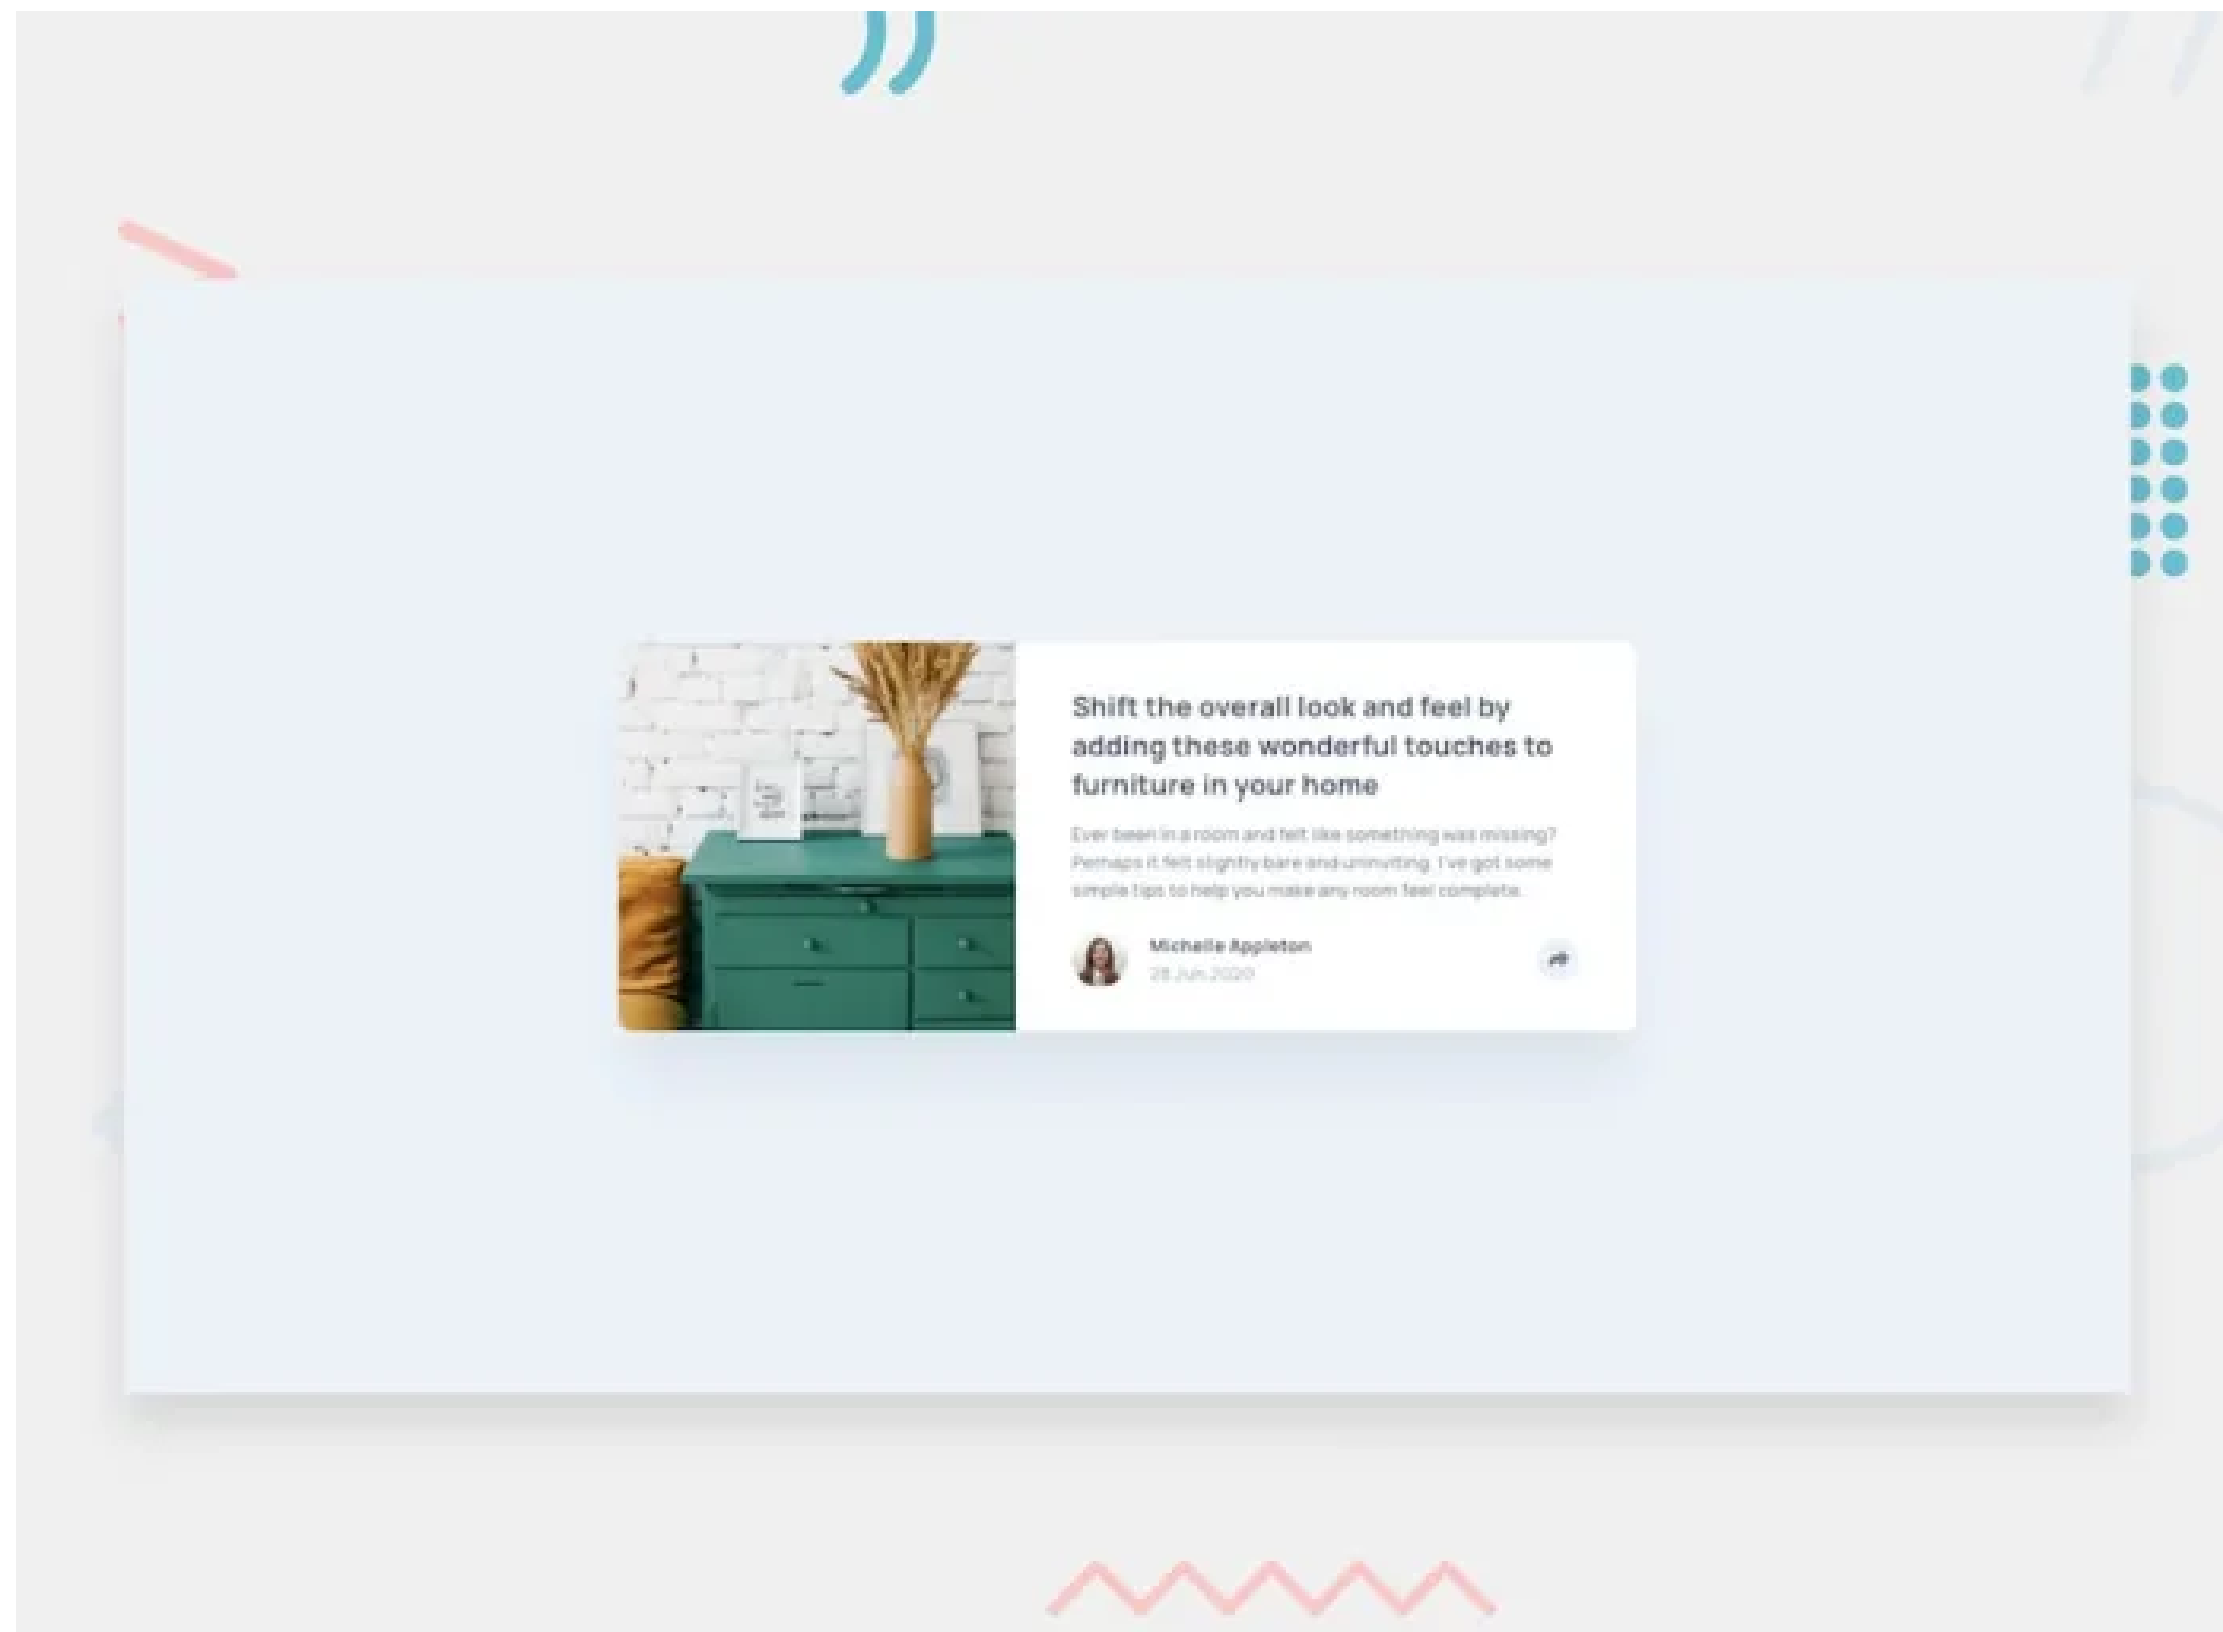 Shift the overall look and feel by
adding these wonderful touches to
furniture in your home
Ever been in a room and felt like something was missing?
Perhaps it felt slightly bare and uninviting. I've got some
simple tips to help you make any room feel complete.
Michelle Appleton
28 Jun 2020